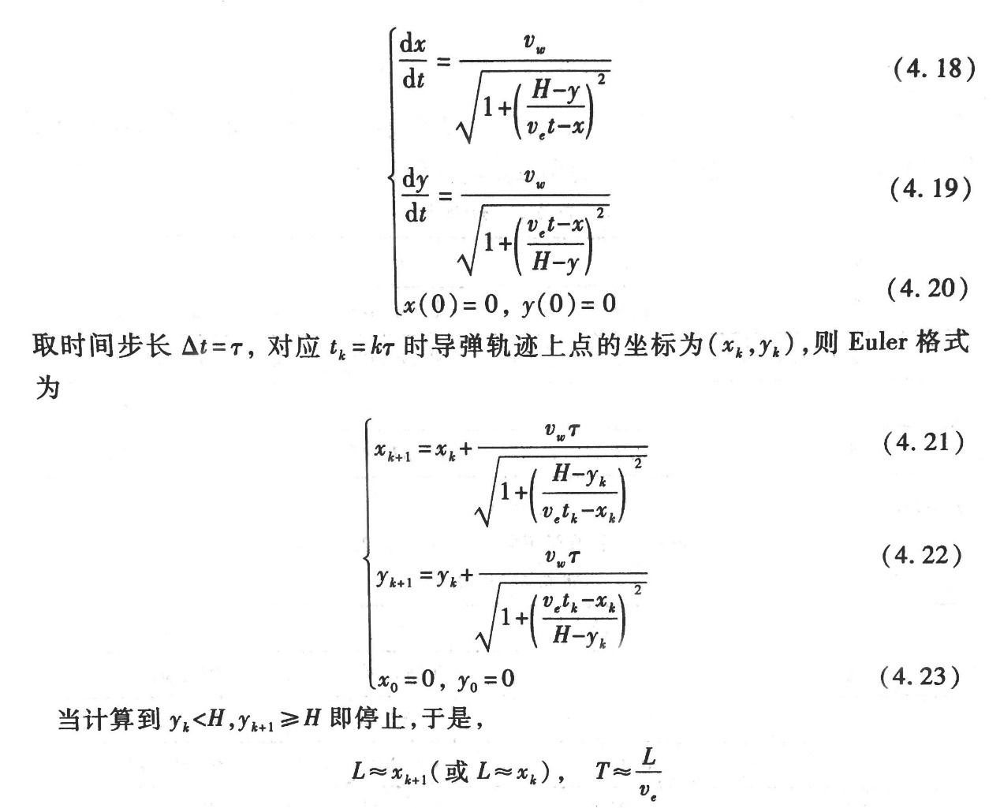 $$\begin{cases} \dfrac{\mathrm{d}x}{\mathrm{d}t} = \dfrac{v_w}{\sqrt{1+\left(\dfrac{H-y}{v_e t-x}\right)^2}} & (4.18) \\ \dfrac{\mathrm{d}y}{\mathrm{d}t} = \dfrac{v_w}{\sqrt{1+\left(\dfrac{v_e t-x}{H-y}\right)^2}} & (4.19) \\ x(0)=0,\ y(0)=0 & (4.20) \end{cases}$$
取时间步长 $\Delta t=\tau$, 对应 $t_k=k\tau$ 时导弹轨迹上点的坐标为$(x_k,y_k)$,则 Euler 格式
为
$$\begin{cases} x_{k+1}=x_k+\dfrac{v_w\tau}{\sqrt{1+\left(\dfrac{H-y_k}{v_e t_k-x_k}\right)^2}} & (4.21) \\ y_{k+1}=y_k+\dfrac{v_w\tau}{\sqrt{1+\left(\dfrac{v_e t_k-x_k}{H-y_k}\right)^2}} & (4.22) \\ x_0=0,\ y_0=0 & (4.23) \end{cases}$$
当计算到 $y_k<H,y_{k+1}\geqslant H$ 即停止,于是,
$$L\approx x_{k+1}(或 L\approx x_k),\quad T\approx\dfrac{L}{v_e}$$